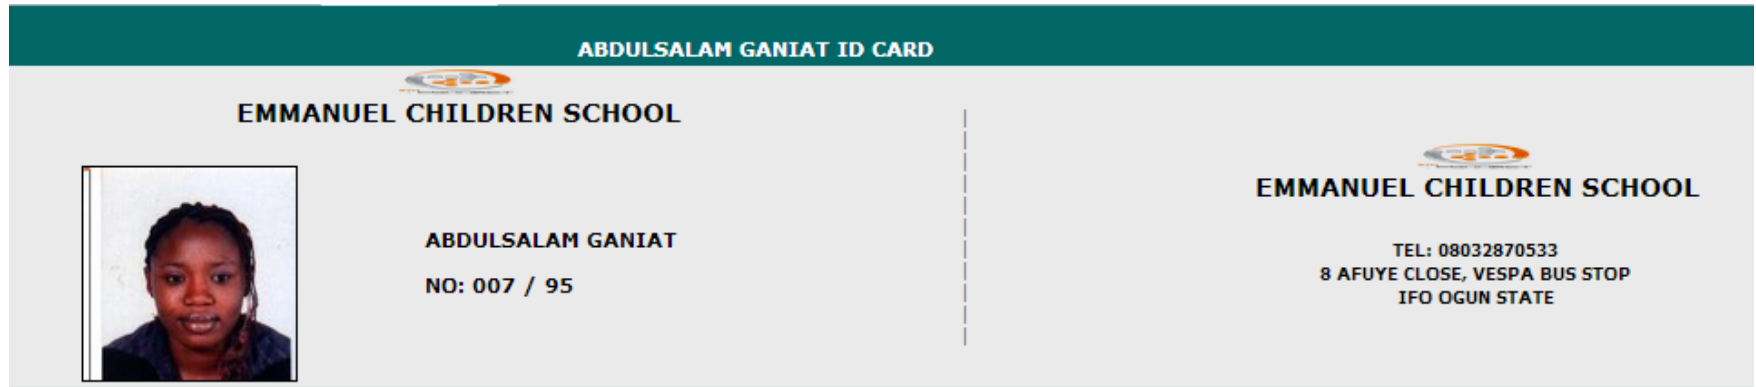 ABDULSALAM GANIAT ID CARD
EMMANUEL CHILDREN SCHOOL
ABDULSALAM GANIAT
NO: 007 / 95
EMMANUEL CHILDREN SCHOOL
TEL: 08032870533
8 AFUYE CLOSE, VESPA BUS STOP
IFO OGUN STATE